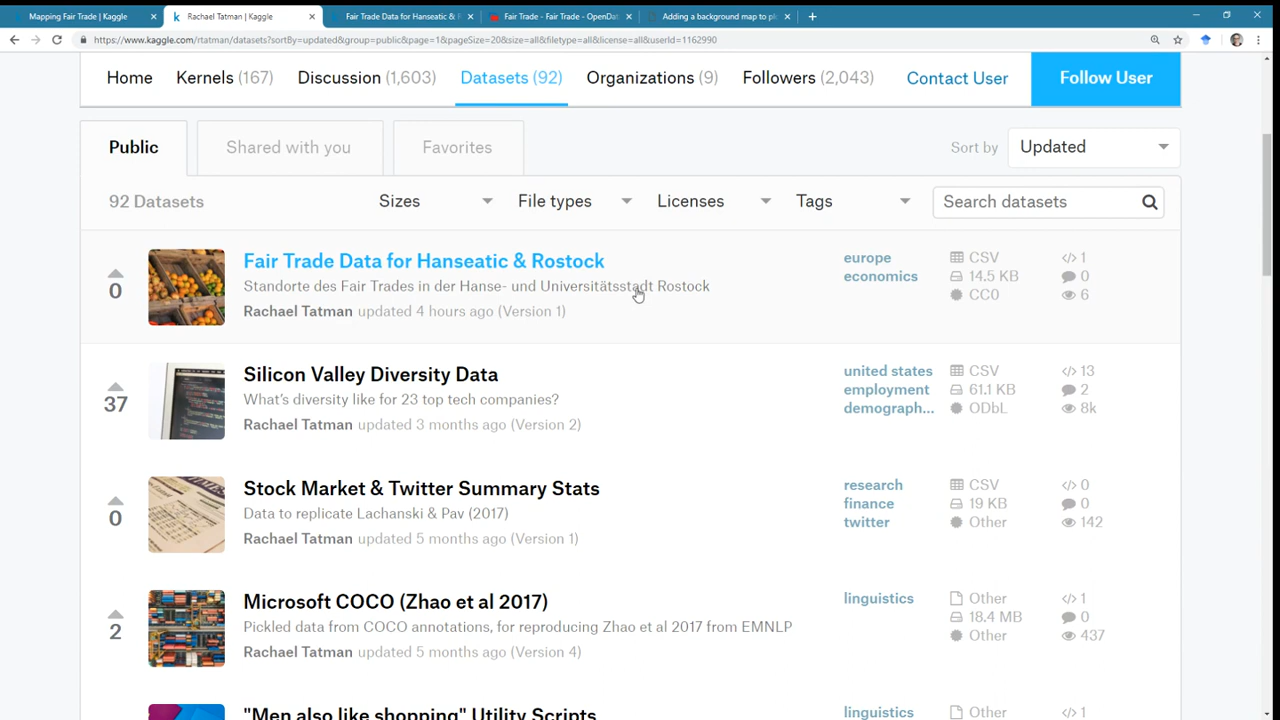 Mapping Fair Trade | Kaggle
Rachael Tatman | Kaggle
Fair Trade Data for Hanseatic & R
Fair Trade - Fair Trade - OpenDat
Adding a background map to pl
https://www.kaggle.com/rtatman/datasets?sortBy=updated&group=public&page=1&pageSize=20&size=all&filetype=all&license=all&userId=1162990
Home Kernels (167) Discussion (1,603) Datasets (92) Organizations (9) Followers (2,043) Contact User Follow User
Public Shared with you Favorites Sort by Updated
92 Datasets Sizes File types Licenses Tags Search datasets
Fair Trade Data for Hanseatic & Rostock
Standorte des Fair Trades in der Hanse- und Universitätsstadt Rostock
Rachael Tatman updated 4 hours ago (Version 1)
0
europe
economics
CSV
14.5 KB
CC0
1
0
6
Silicon Valley Diversity Data
What's diversity like for 23 top tech companies?
Rachael Tatman updated 3 months ago (Version 2)
37
united states
employment
demograph...
CSV
61.1 KB
ODbL
13
2
8k
Stock Market & Twitter Summary Stats
Data to replicate Lachanski & Pav (2017)
Rachael Tatman updated 5 months ago (Version 1)
0
research
finance
twitter
CSV
19 KB
Other
0
0
142
Microsoft COCO (Zhao et al 2017)
Pickled data from COCO annotations, for reproducing Zhao et al 2017 from EMNLP
Rachael Tatman updated 5 months ago (Version 4)
2
linguistics
Other
18.4 MB
Other
1
0
437
"Men also like shopping" Utility Scripts
linguistics
Other
1